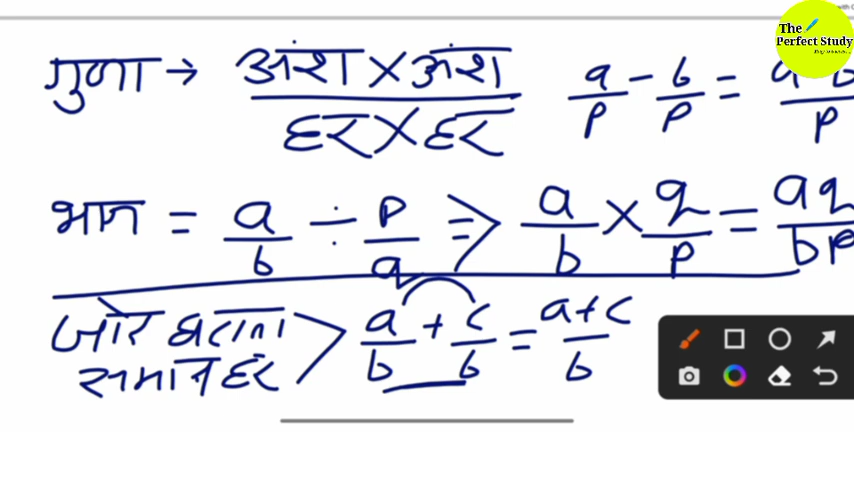 गुना → अंश × अंश / हर × हर
a/p - b/p = a-b/p
भाग = a/b ÷ p/q => a/b × q/p = aq/bp
जोर घटाना
समान हर > a/b + c/b = a+c/b
The
Perfect Study